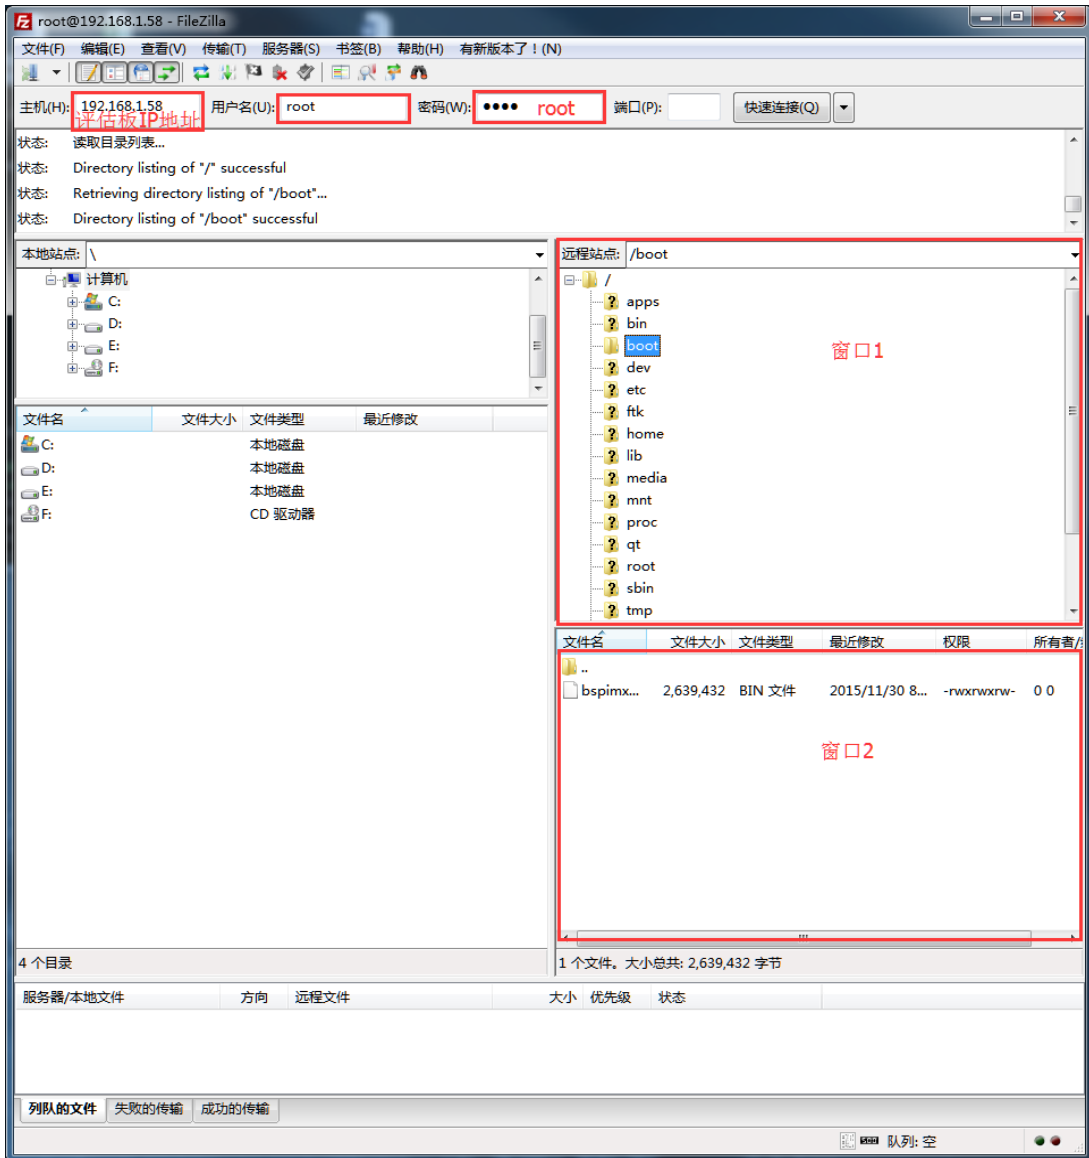 root@192.168.1.58 - FileZilla
文件(F) 编辑(E) 查看(V) 传输(T) 服务器(S) 书签(B) 帮助(H) 有新版本了！(N)
主机(H): 192.168.1.58 用户名(U): root 密码(W): •••• root 端口(P): 快速连接(Q)
评估板IP地址
状态: 读取目录列表...
状态: Directory listing of "/" successful
状态: Retrieving directory listing of "/boot"...
状态: Directory listing of "/boot" successful
本地站点: \
计算机
C:
D:
E:
F:
文件名 文件大小 文件类型 最近修改
C: 本地磁盘
D: 本地磁盘
E: 本地磁盘
F: CD 驱动器
4 个目录
远程站点: /boot
/
apps
bin
boot
窗口1
dev
etc
ftk
home
lib
media
mnt
proc
qt
root
sbin
tmp
文件名 文件大小 文件类型 最近修改 权限 所有者/
..
bspimx... 2,639,432 BIN 文件 2015/11/30 8... -rwxrwxrw- 0 0
窗口2
1 个文件。大小总共: 2,639,432 字节
服务器/本地文件 方向 远程文件 大小 优先级 状态
列队的文件 失败的传输 成功的传输
队列: 空